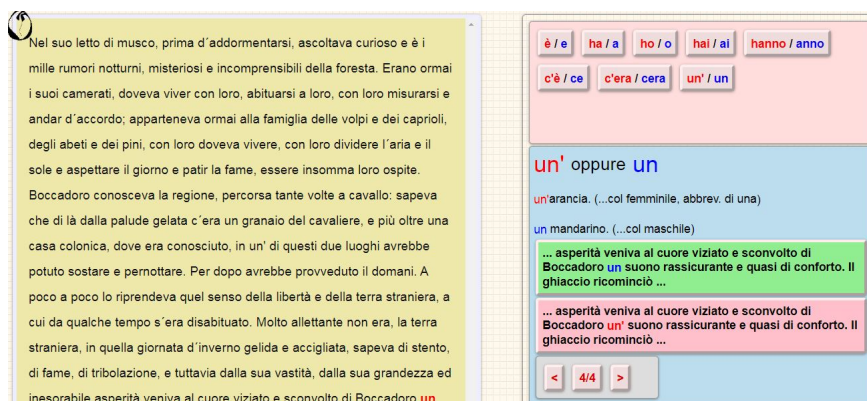 Nel suo letto di musco, prima d´addormentarsi, ascoltava curioso e è i
mille rumori notturni, misteriosi e incomprensibili della foresta. Erano ormai
i suoi camerati, doveva viver con loro, abituarsi a loro, con loro misurarsi e
andar d´accordo; apparteneva ormai alla famiglia delle volpi e dei caprioli,
degli abeti e dei pini, con loro doveva vivere, con loro dividere l´aria e il
sole e aspettare il giorno e patir la fame, essere insomma loro ospite.
Boccadoro conosceva la regione, percorsa tante volte a cavallo: sapeva
che di là dalla palude gelata c´era un granaio del cavaliere, e più oltre una
casa colonica, dove era conosciuto, in un' di questi due luoghi avrebbe
potuto sostare e pernottare. Per dopo avrebbe provveduto il domani. A
poco a poco lo riprendeva quel senso della libertà e della terra straniera, a
cui da qualche tempo s´era disabituato. Molto allettante non era, la terra
straniera, in quella giornata d´inverno gelida e accigliata, sapeva di stento,
di fame, di tribolazione, e tuttavia dalla sua vastità, dalla sua grandezza ed
inesorabile asperità veniva al cuore viziato e sconvolto di Boccadoro un
è / e ha / a ho / o hai / ai hanno / anno
c'è / ce c'era / cera un' / un
un' oppure un
un'arancia. (...col femminile, abbrev. di una)
un mandarino. (...col maschile)
... asperità veniva al cuore viziato e sconvolto di
Boccadoro un suono rassicurante e quasi di conforto. Il
ghiaccio ricominciò ...
... asperità veniva al cuore viziato e sconvolto di
Boccadoro un' suono rassicurante e quasi di conforto. Il
ghiaccio ricominciò ...
< 4/4 >